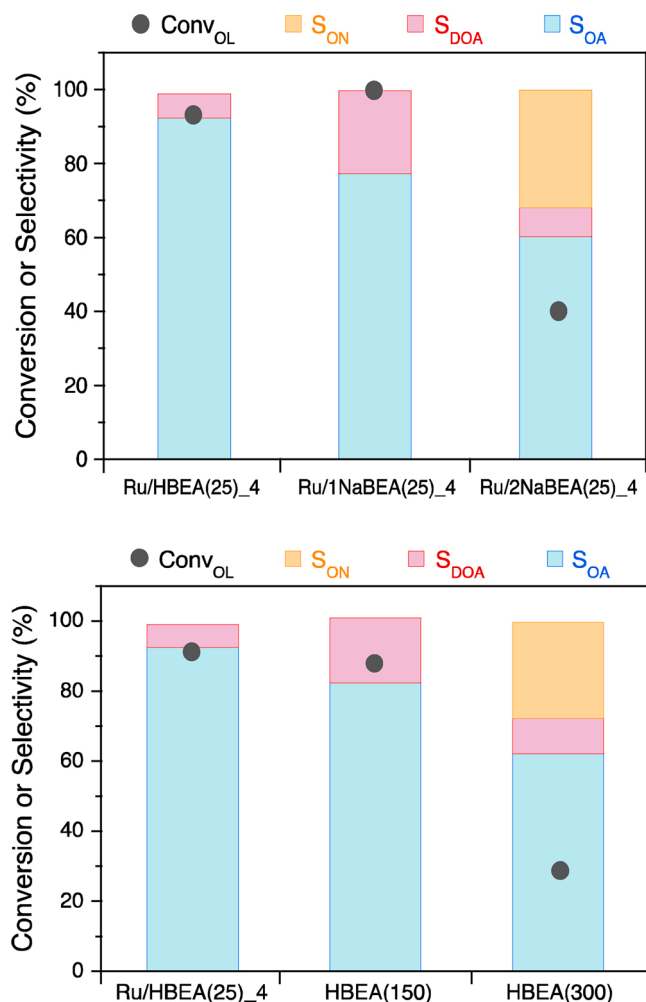 Conv_OL S_ON S_DOA S_OA
Conversion or Selectivity (%)
100
80
60
40
20
0
Ru/HBEA(25)_4 Ru/1NaBEA(25)_4 Ru/2NaBEA(25)_4
Conv_OL S_ON S_DOA S_OA
Conversion or Selectivity (%)
100
80
60
40
20
0
Ru/HBEA(25)_4 HBEA(150) HBEA(300)